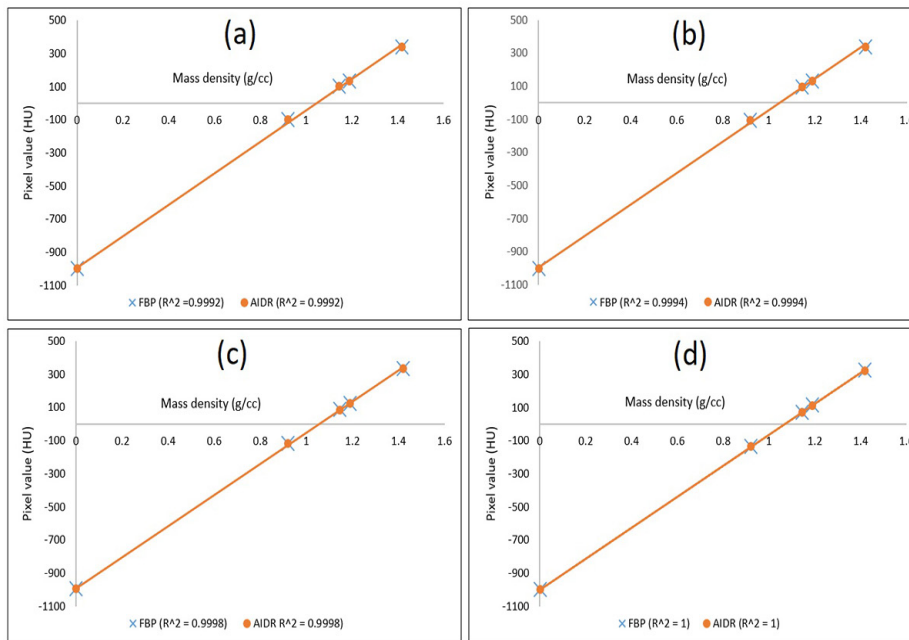 (a)
500
300
100
-100
-300
-500
-700
-900
-1100
Pixel value (HU)
Mass density (g/cc)
0 0.2 0.4 0.6 0.8 1 1.2 1.4 1.6
FBP (R^2 =0.9992) AIDR (R^2 = 0.9992)
(b)
500
300
100
-100
-300
-500
-700
-900
-1100
Pixel value (HU)
Mass density (g/cc)
0 0.2 0.4 0.6 0.8 1 1.2 1.4 1.6
FBP (R^2 = 0.9994) AIDR (R^2 = 0.9994)
(c)
500
300
100
-100
-300
-500
-700
-900
-1100
Pixel value (HU)
Mass density (g/cc)
0 0.2 0.4 0.6 0.8 1 1.2 1.4 1.6
FBP (R^2 = 0.9998) AIDR R^2 = 0.9998)
(d)
500
300
100
-100
-300
-500
-700
-900
-1100
Pixel value (HU)
Mass density (g/cc)
0 0.2 0.4 0.6 0.8 1 1.2 1.4 1.6
FBP (R^2 = 1) AIDR (R^2 = 1)